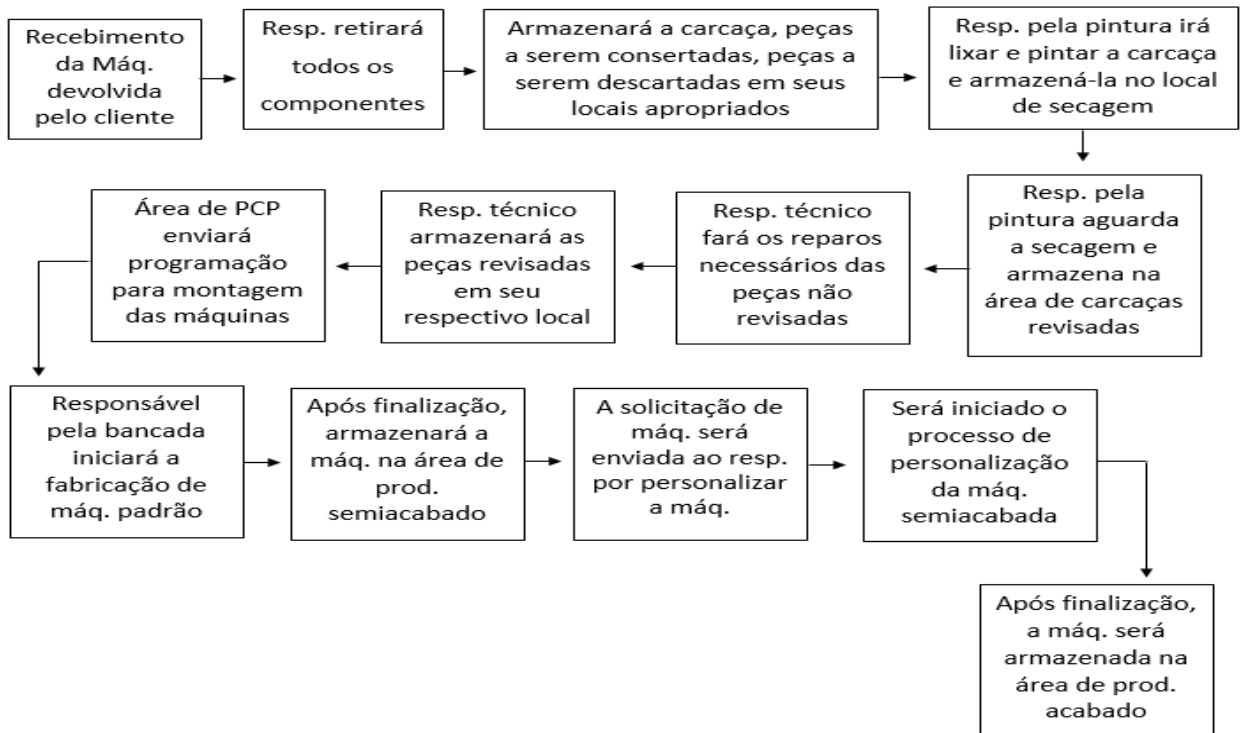 Recebimento
da Máq.
devolvida
pelo cliente
Resp. retirará
todos os
componentes
Armazenará a carcaça, peças
a serem consertadas, peças a
serem descartadas em seus
locais apropriados
Resp. pela pintura irá
lixar e pintar a carcaça
e armazená-la no local
de secagem
Resp. pela
pintura aguarda
a secagem e
armazena na
área de carcaças
revisadas
Resp. técnico
fará os reparos
necessários das
peças não
revisadas
Resp. técnico
armazenará as
peças revisadas
em seu
respectivo local
Área de PCP
enviará
programação
para montagem
das máquinas
Responsável
pela bancada
iniciará a
fabricação de
máq. padrão
Após finalização,
armazenará a
máq. na área de
prod.
semiacabado
A solicitação de
máq. será
enviada ao resp.
por personalizar
a máq.
Será iniciado o
processo de
personalização
da máq.
semiacabada
Após finalização,
a máq. será
armazenada na
área de prod.
acabado